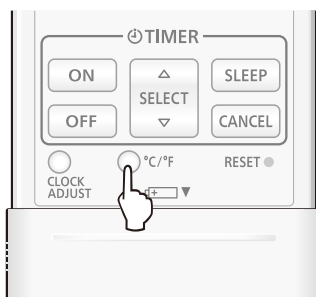 TIMER
ON
SELECT
SLEEP
OFF
CANCEL
°C/°F
RESET
CLOCK
ADJUST
+